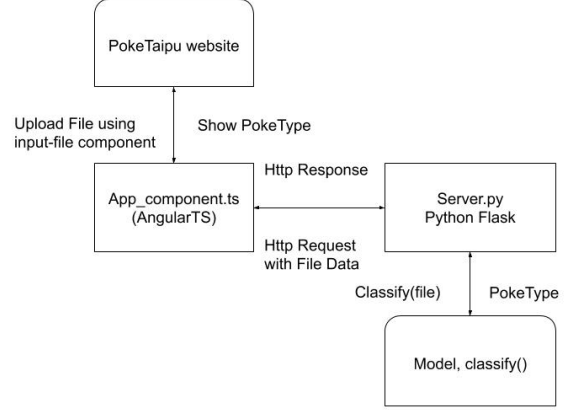 PokeTaipu website
Upload File using
input-file component
Show PokeType
App_component.ts
(AngularTS)
Http Response
Http Request
with File Data
Server.py
Python Flask
Classify(file)
PokeType
Model, classify()